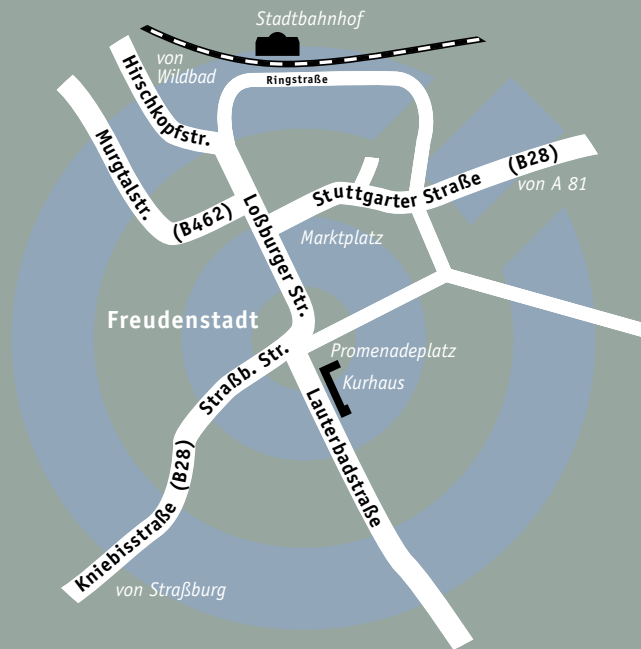 Stadtbahnhof
von
Wildbad
Hirschkopfstr.
Ringstraße
Murgtalstr.
(B462)
Loßburger Str.
Stuttgarter Straße
(B28)
von A 81
Marktplatz
Freudenstadt
Promenadeplatz
Kurhaus
Straßb. Str.
Lauterbadstraße
(B28)
Kniebisstraße
von Straßburg